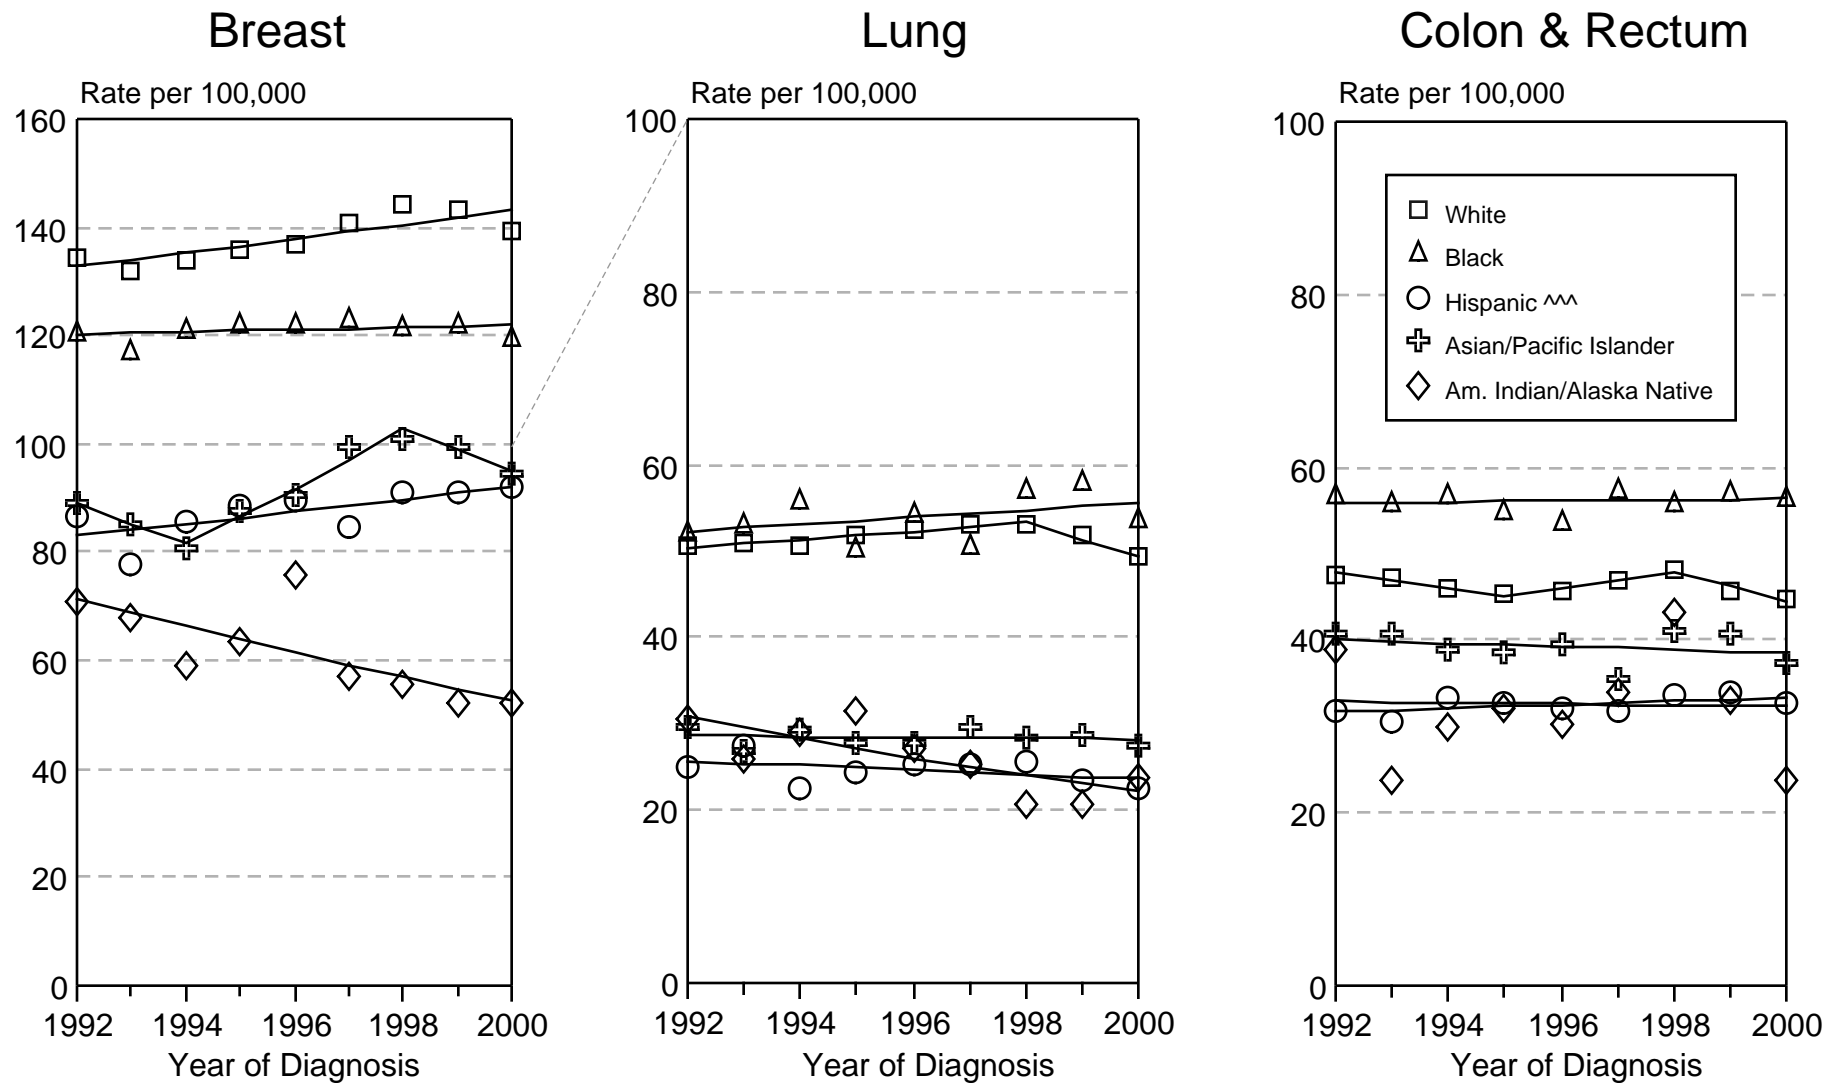 Breast
Lung
Colon & Rectum
Rate per 100,000
Rate per 100,000
Rate per 100,000
160
140
120
100
80
60
40
20
0
1992
1994
1996
1998
2000
Year of Diagnosis
100
80
60
40
20
0
1992
1994
1996
1998
2000
Year of Diagnosis
100
80
60
40
20
0
1992
1994
1996
1998
2000
Year of Diagnosis
White
Black
Hispanic ^^^
Asian/Pacific Islander
Am. Indian/Alaska Native